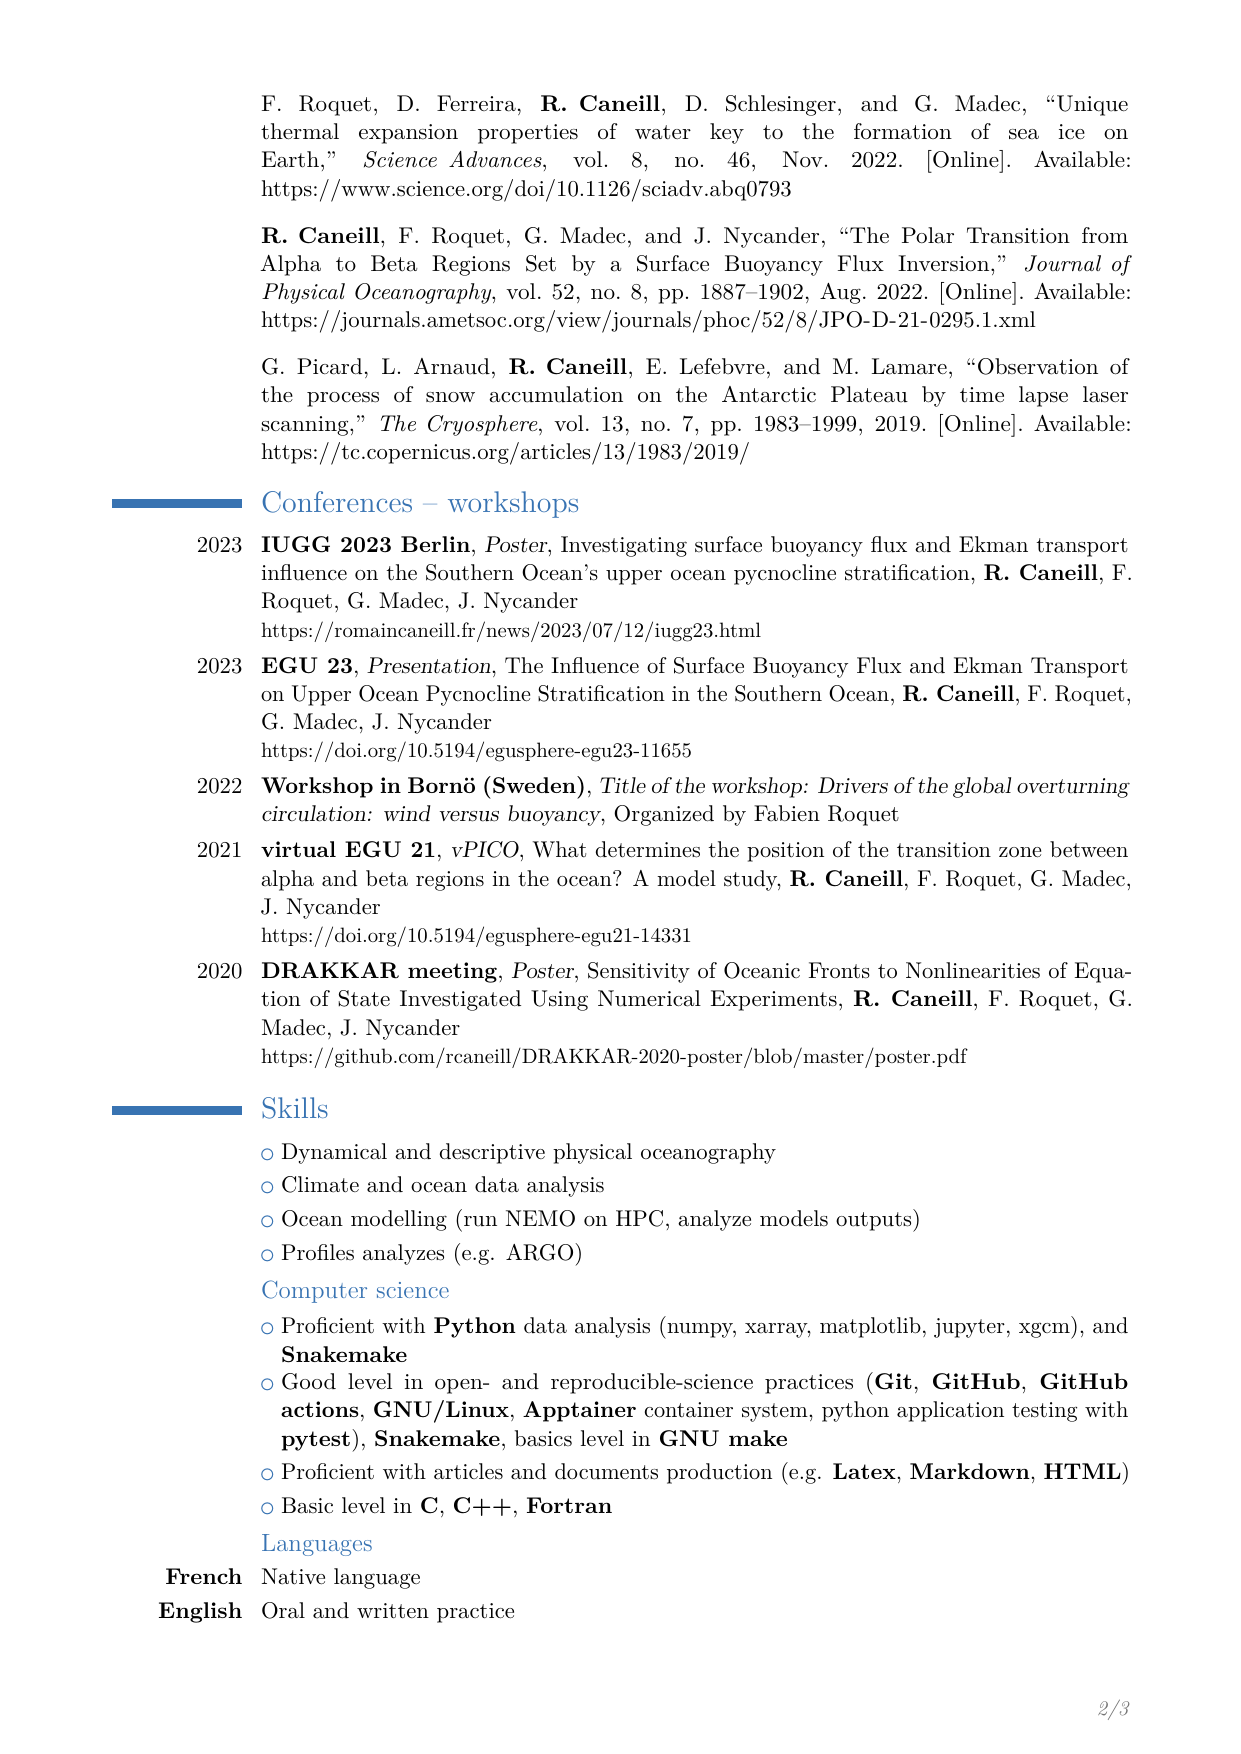 F. Roquet, D. Ferreira, R. Caneill, D. Schlesinger, and G. Madec, “Unique
thermal expansion properties of water key to the formation of sea ice on
Earth,” Science Advances, vol. 8, no. 46, Nov. 2022. [Online]. Available:
https://www.science.org/doi/10.1126/sciadv.abq0793
R. Caneill, F. Roquet, G. Madec, and J. Nycander, “The Polar Transition from
Alpha to Beta Regions Set by a Surface Buoyancy Flux Inversion,” Journal of
Physical Oceanography, vol. 52, no. 8, pp. 1887–1902, Aug. 2022. [Online]. Available:
https://journals.ametsoc.org/view/journals/phoc/52/8/JPO-D-21-0295.1.xml
G. Picard, L. Arnaud, R. Caneill, E. Lefebvre, and M. Lamare, “Observation of
the process of snow accumulation on the Antarctic Plateau by time lapse laser
scanning,” The Cryosphere, vol. 13, no. 7, pp. 1983–1999, 2019. [Online]. Available:
https://tc.copernicus.org/articles/13/1983/2019/
Conferences – workshops
2023 IUGG 2023 Berlin, Poster, Investigating surface buoyancy flux and Ekman transport
influence on the Southern Ocean’s upper ocean pycnocline stratification, R. Caneill, F.
Roquet, G. Madec, J. Nycander
https://romaincaneill.fr/news/2023/07/12/iugg23.html
2023 EGU 23, Presentation, The Influence of Surface Buoyancy Flux and Ekman Transport
on Upper Ocean Pycnocline Stratification in the Southern Ocean, R. Caneill, F. Roquet,
G. Madec, J. Nycander
https://doi.org/10.5194/egusphere-egu23-11655
2022 Workshop in Bornö (Sweden), Title of the workshop: Drivers of the global overturning
circulation: wind versus buoyancy, Organized by Fabien Roquet
2021 virtual EGU 21, vPICO, What determines the position of the transition zone between
alpha and beta regions in the ocean? A model study, R. Caneill, F. Roquet, G. Madec,
J. Nycander
https://doi.org/10.5194/egusphere-egu21-14331
2020 DRAKKAR meeting, Poster, Sensitivity of Oceanic Fronts to Nonlinearities of Equa-
tion of State Investigated Using Numerical Experiments, R. Caneill, F. Roquet, G.
Madec, J. Nycander
https://github.com/rcaneill/DRAKKAR-2020-poster/blob/master/poster.pdf
Skills
○ Dynamical and descriptive physical oceanography
○ Climate and ocean data analysis
○ Ocean modelling (run NEMO on HPC, analyze models outputs)
○ Profiles analyzes (e.g. ARGO)
Computer science
○ Proficient with Python data analysis (numpy, xarray, matplotlib, jupyter, xgcm), and
Snakemake
○ Good level in open- and reproducible-science practices (Git, GitHub, GitHub
actions, GNU/Linux, Apptainer container system, python application testing with
pytest), Snakemake, basics level in GNU make
○ Proficient with articles and documents production (e.g. Latex, Markdown, HTML)
○ Basic level in C, C++, Fortran
Languages
French Native language
English Oral and written practice
2/3